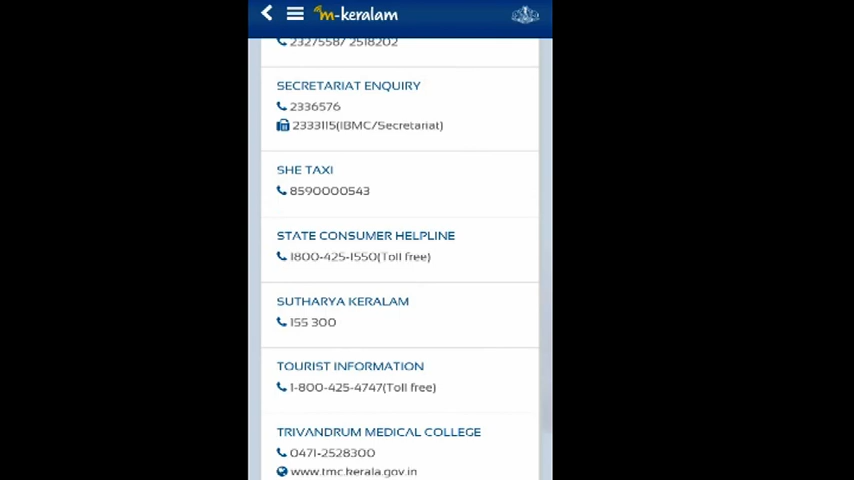 m-keralam
23275587 2518202
SECRETARIAT ENQUIRY
2336576
2333115(IBMC/Secretariat)
SHE TAXI
8590000543
STATE CONSUMER HELPLINE
1800-425-1550(Toll free)
SUTHARYA KERALAM
155 300
TOURIST INFORMATION
1-800-425-4747(Toll free)
TRIVANDRUM MEDICAL COLLEGE
0471-2528300
www.tmc.kerala.gov.in